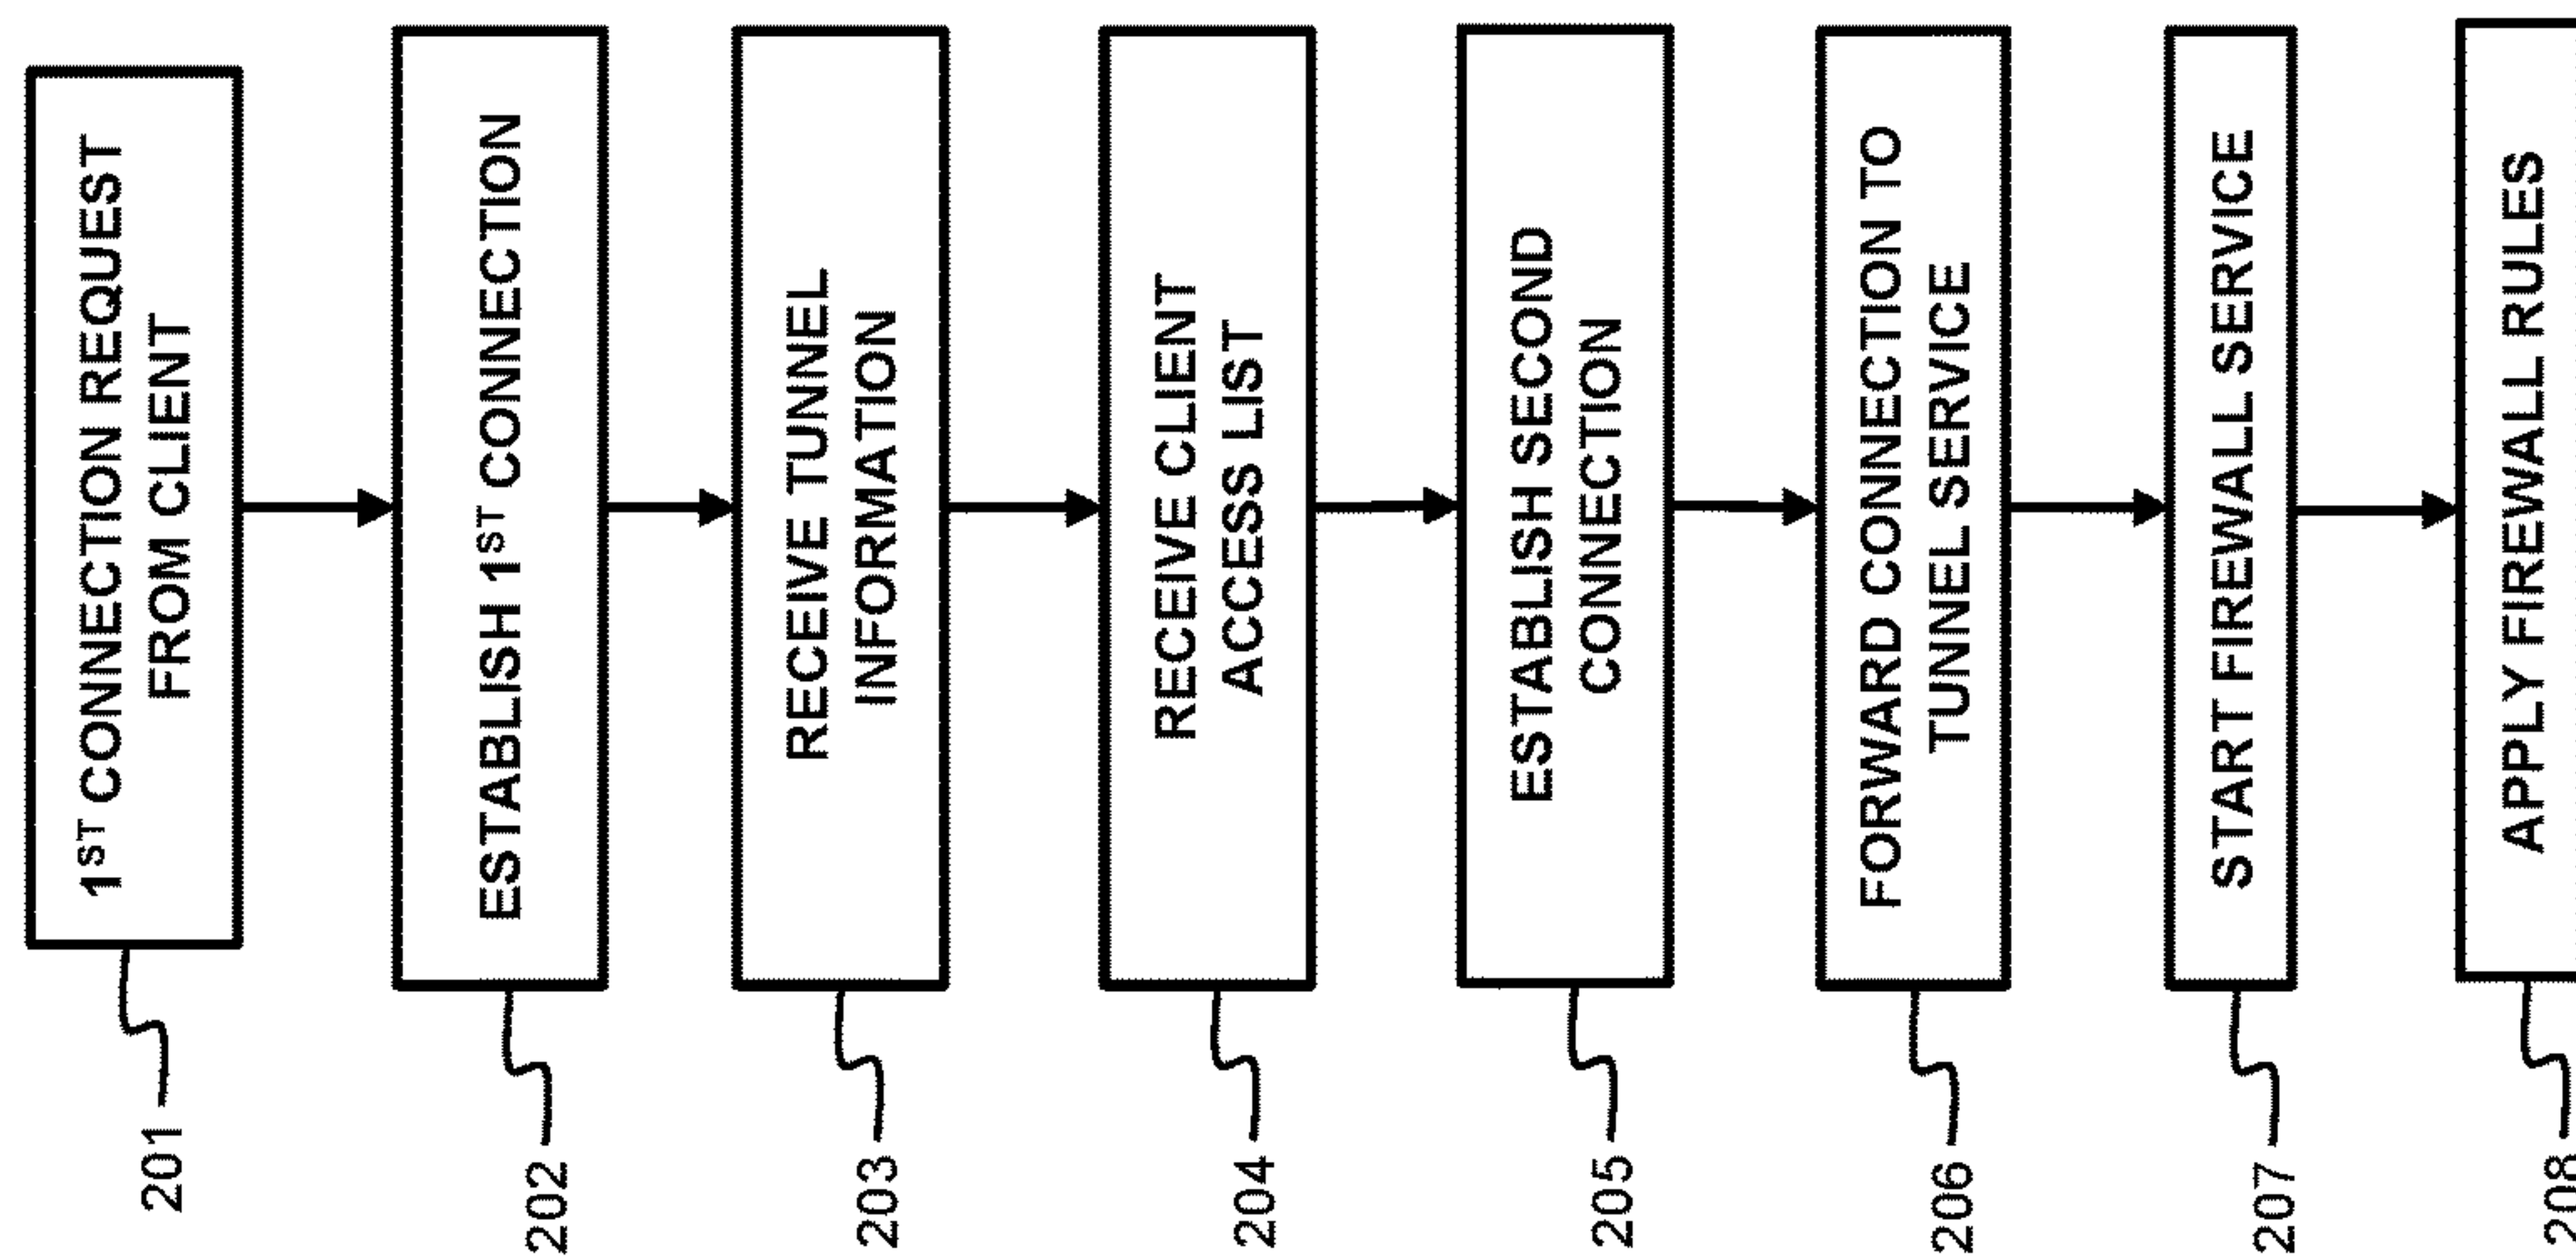 1ST CONNECTION REQUEST
FROM CLIENT
201
ESTABLISH 1ST CONNECTION
202
RECEIVE TUNNEL
INFORMATION
203
RECEIVE CLIENT
ACCESS LIST
204
ESTABLISH SECOND
CONNECTION
205
FORWARD CONNECTION TO
TUNNEL SERVICE
206
START FIREWALL SERVICE
207
APPLY FIREWALL RULES
208